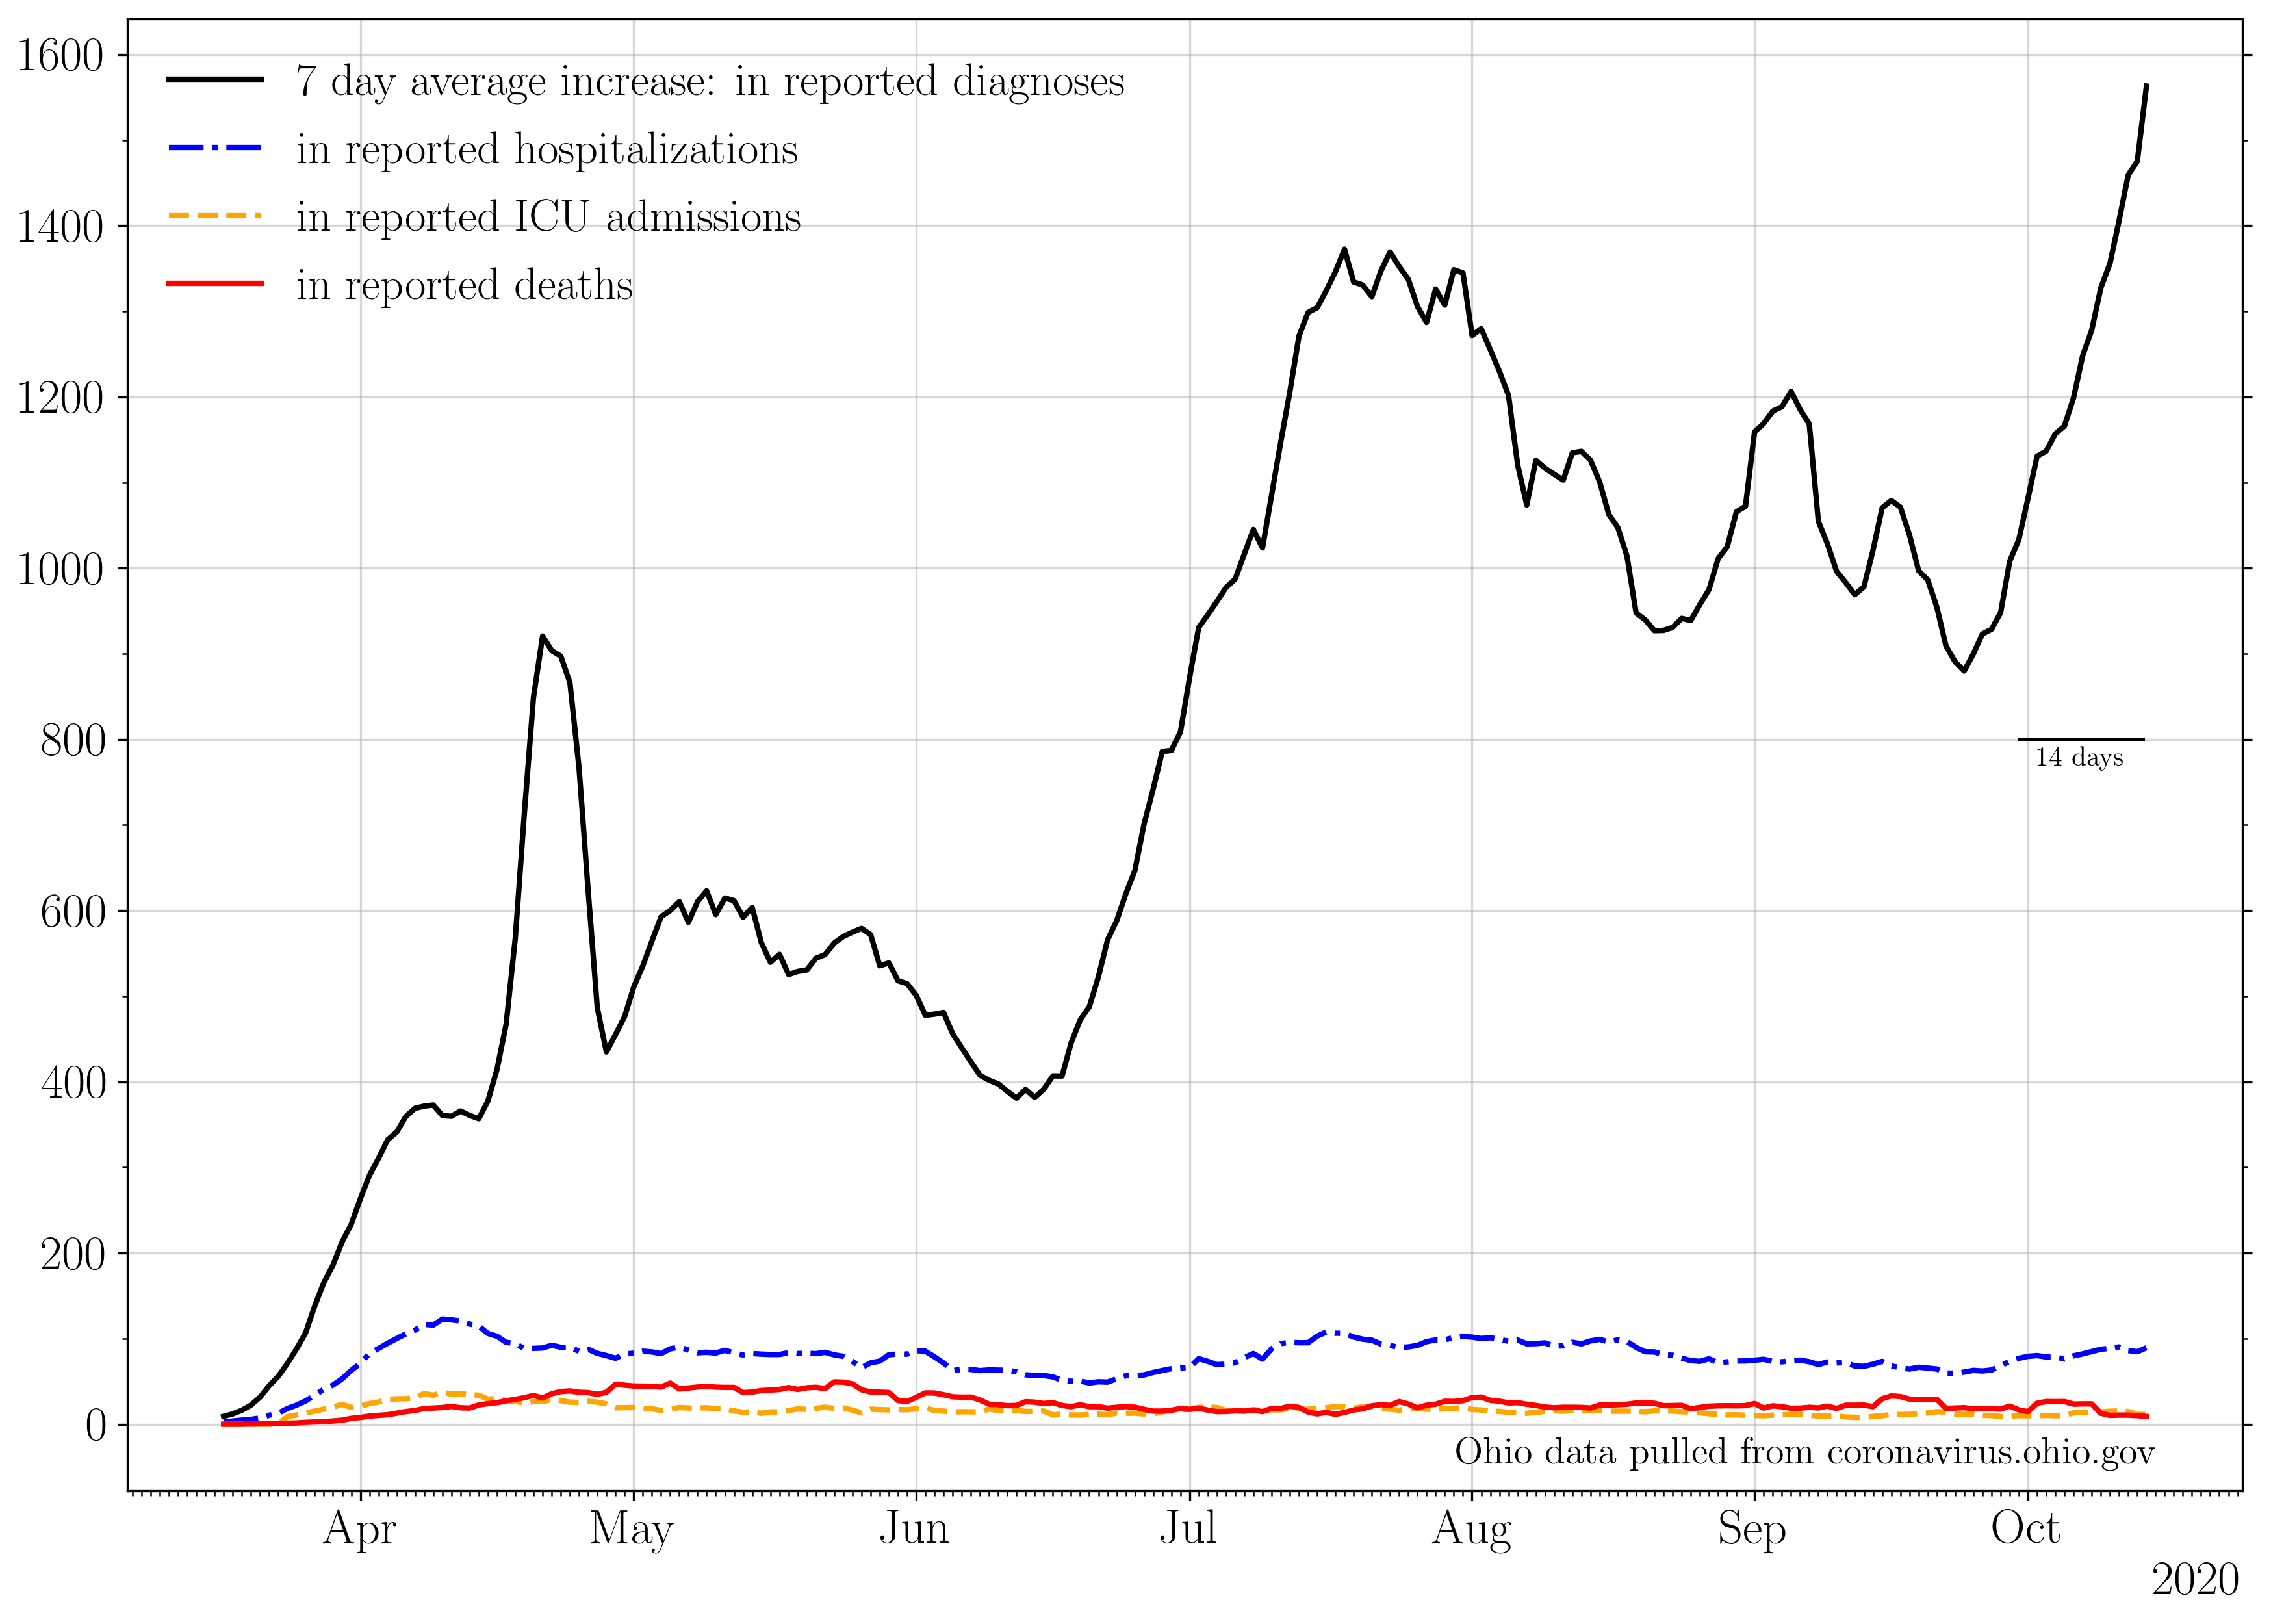 1600
7 day average increase: in reported diagnoses
in reported hospitalizations
in reported ICU admissions
in reported deaths
1400
1200
1000
800
600
400
200
0
14 days
Ohio data pulled from coronavirus.ohio.gov
Apr May Jun Jul Aug Sep Oct
2020